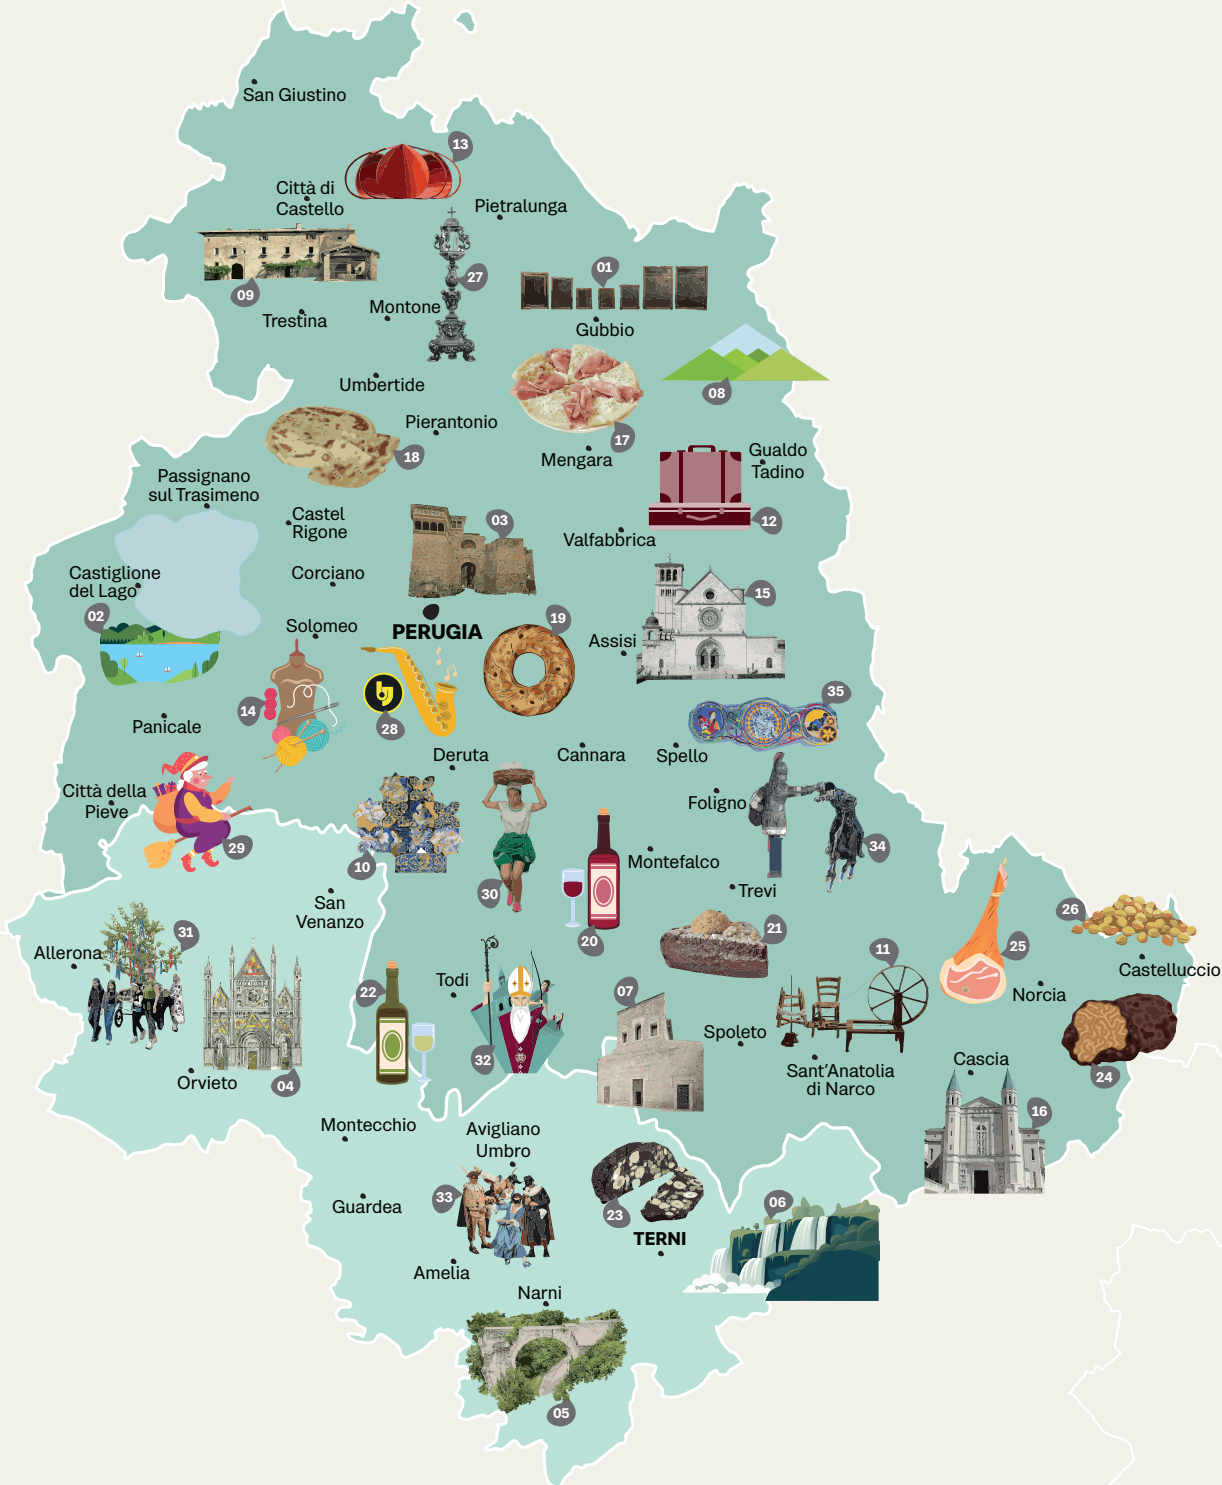 San Giustino
13
Città di
Castello
Pietralunga
27
01
09
Trestina
Montone
Gubbio
08
Umbertide
Pierantonio
17
18
Mengara
Gualdo
Tadino
Passignano
sul Trasimeno
Castel
Rigone
03
12
Valfabbrica
Castiglione
del Lago
Corciano
15
02
PERUGIA
19
Solomeo
Assisi
14
28
35
Panicale
Deruta
Cannara
Spello
Città della
Pieve
Foligno
29
10
34
Montefalco
30
Trevi
San
Venanzo
20
21
26
31
Allerona
11
25
Castelluccio
Todi
22
07
Norcia
Spoleto
32
Orvieto
04
Sant'Anatolia
di Narco
Cascia
24
16
Montecchio
Avigliano
Umbro
33
Guardea
23
06
TERNI
Amelia
Narni
05